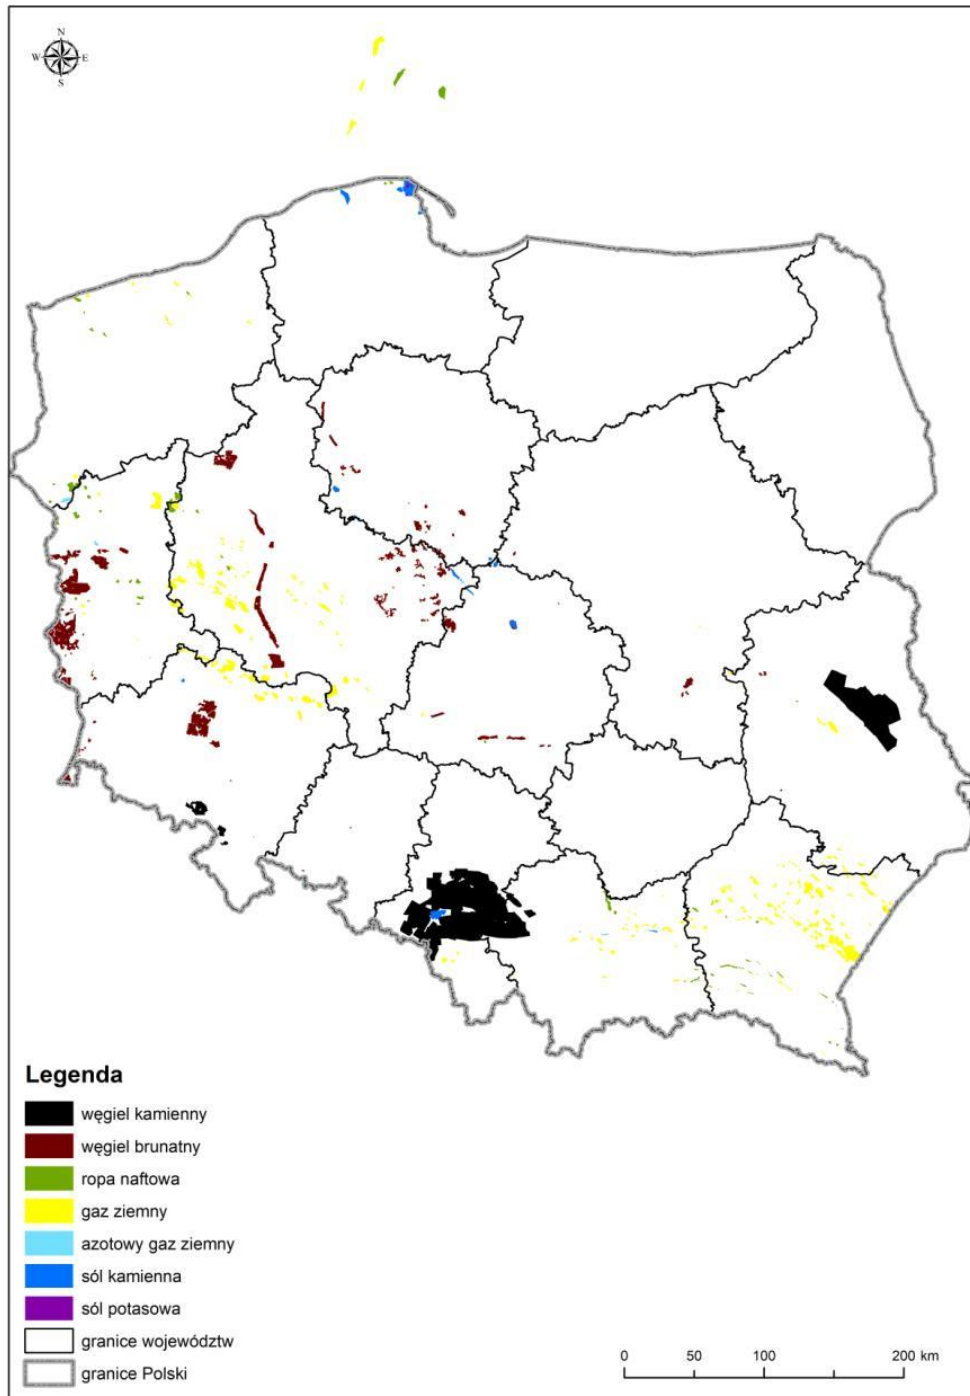 N
W E
S
Legenda
węgiel kamienny
węgiel brunatny
ropa naftowa
gaz ziemny
azotowy gaz ziemny
sól kamienna
sól potasowa
granice województw
granice Polski
0 50 100 200 km